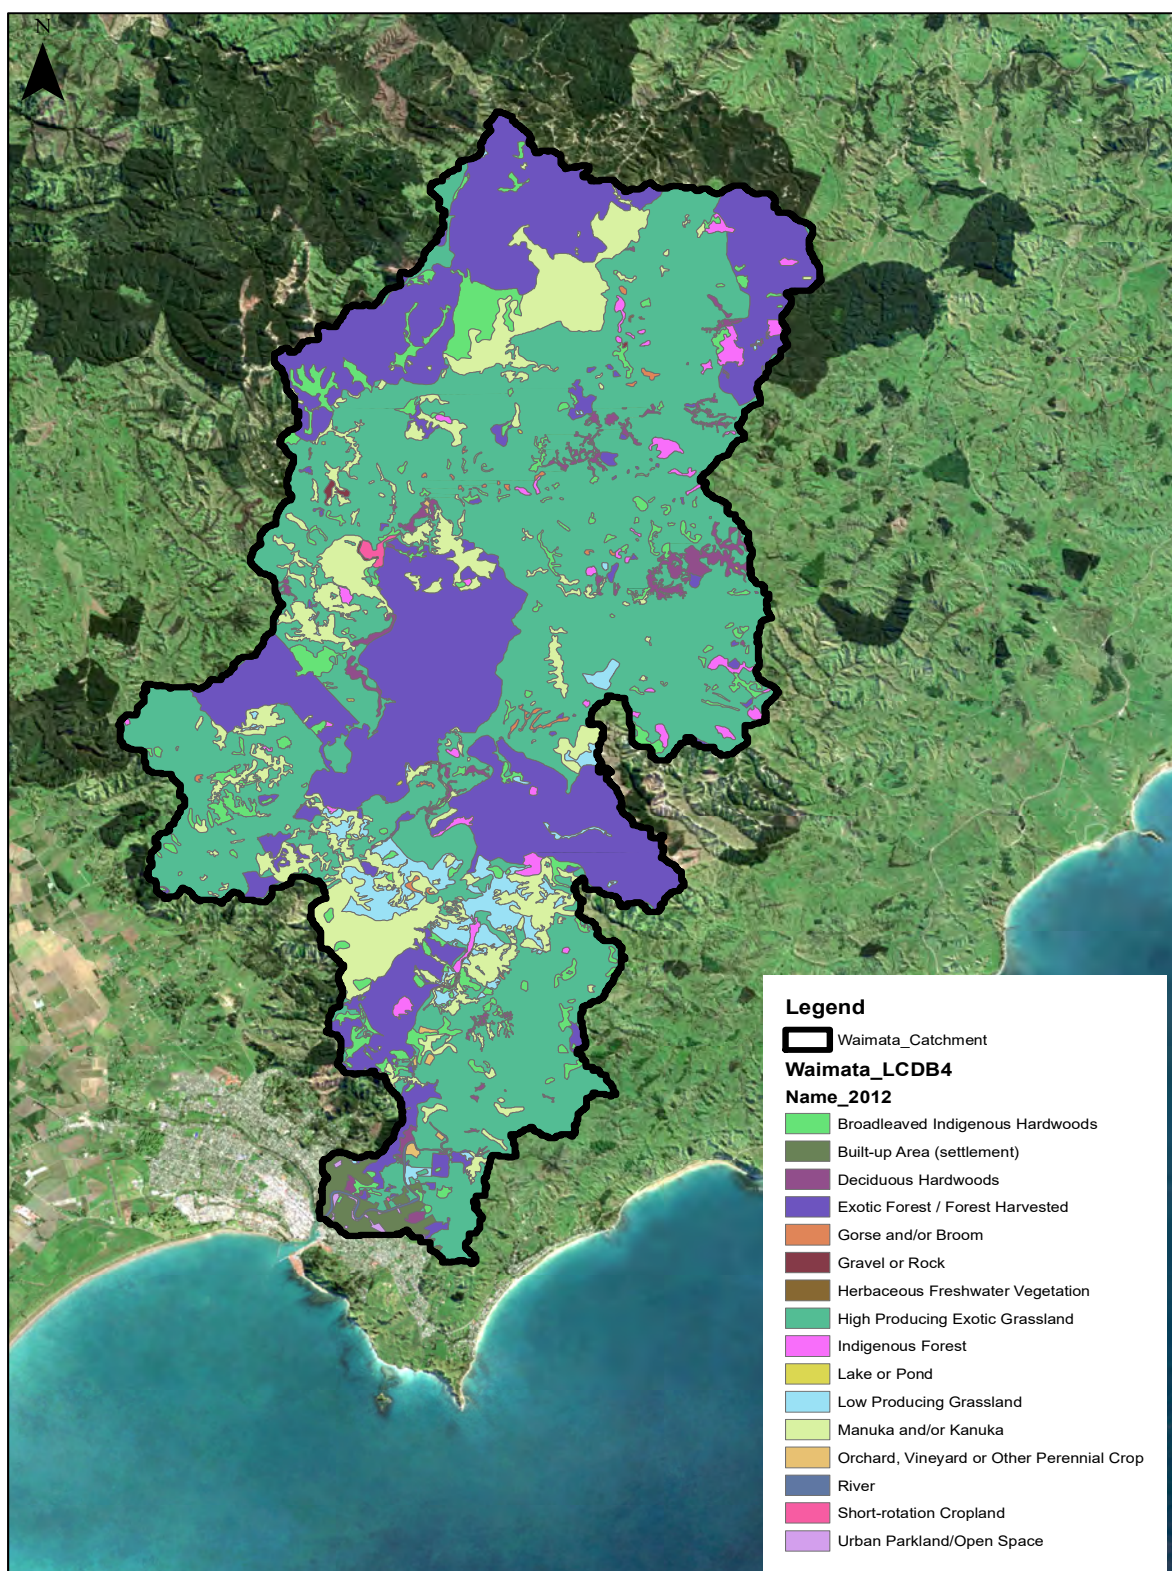 N
Legend
Waimata_Catchment
Waimata_LCDB4
Name_2012
Broadleaved Indigenous Hardwoods
Built-up Area (settlement)
Deciduous Hardwoods
Exotic Forest / Forest Harvested
Gorse and/or Broom
Gravel or Rock
Herbaceous Freshwater Vegetation
High Producing Exotic Grassland
Indigenous Forest
Lake or Pond
Low Producing Grassland
Manuka and/or Kanuka
Orchard, Vineyard or Other Perennial Crop
River
Short-rotation Cropland
Urban Parkland/Open Space